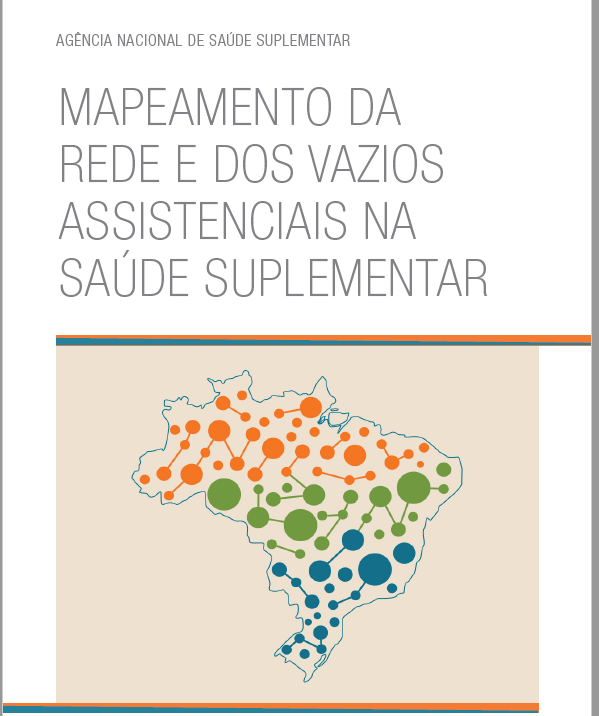 AGÊNCIA NACIONAL DE SAÚDE SUPLEMENTAR
MAPEAMENTO DA
REDE E DOS VAZIOS
ASSISTENCIAIS NA
SAÚDE SUPLEMENTAR